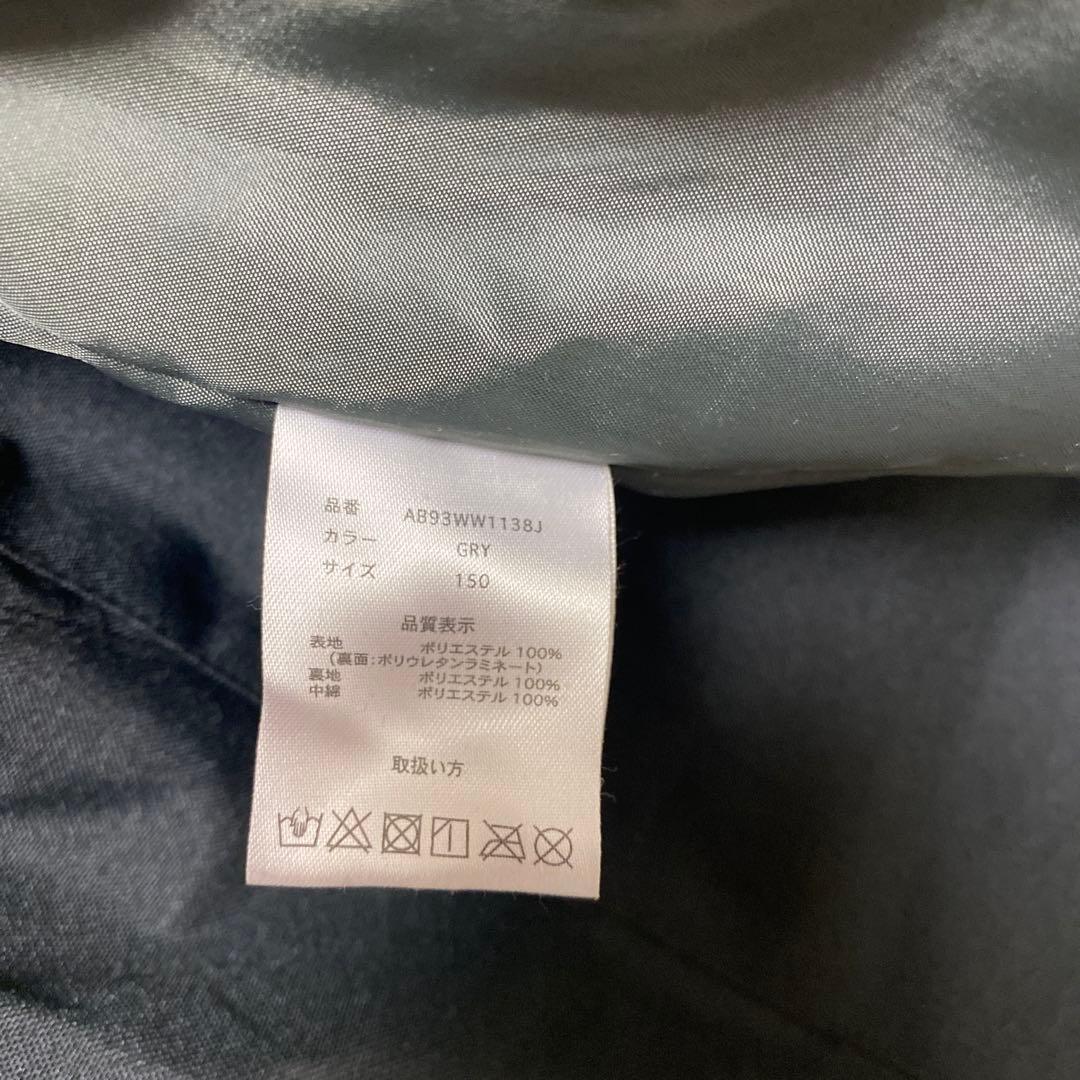 品番 AB93WW1138J
カラー GRY
サイズ 150
品質表示
表地 ポリエステル 100%
(裏面:ポリウレタンラミネート)
裏地 ポリエステル 100%
中綿 ポリエステル 100%
取扱い方